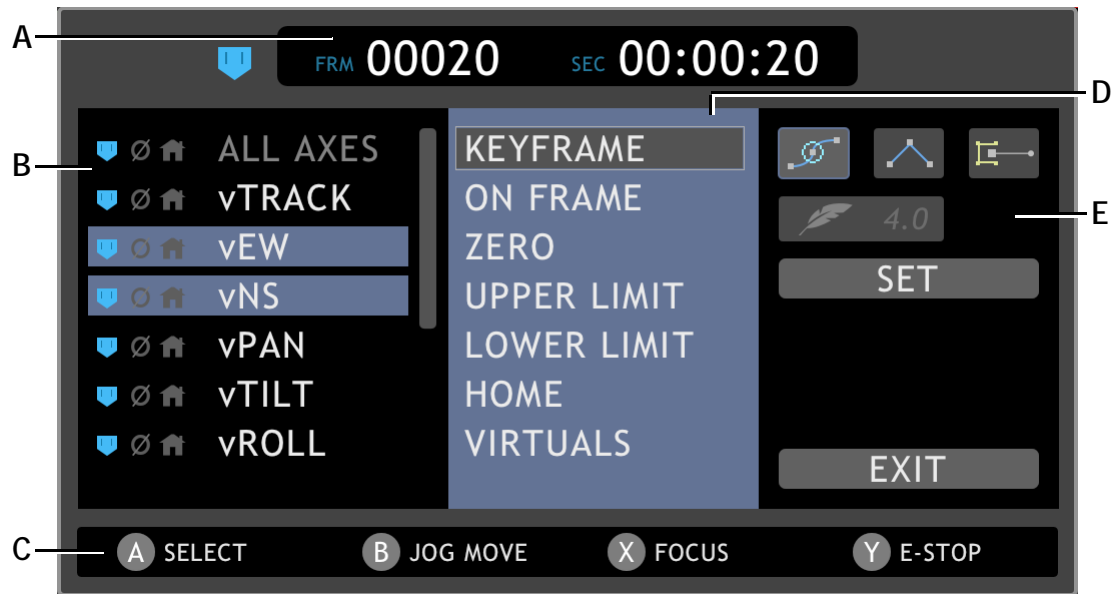 A
FRM 00020 SEC 00:00:20
D
B
ALL AXES
vTRACK
vEW
vNS
vPAN
vTILT
vROLL
KEYFRAME
ON FRAME
ZERO
UPPER LIMIT
LOWER LIMIT
HOME
VIRTUALS
4.0
E
SET
EXIT
C
A SELECT B JOG MOVE X FOCUS Y E-STOP